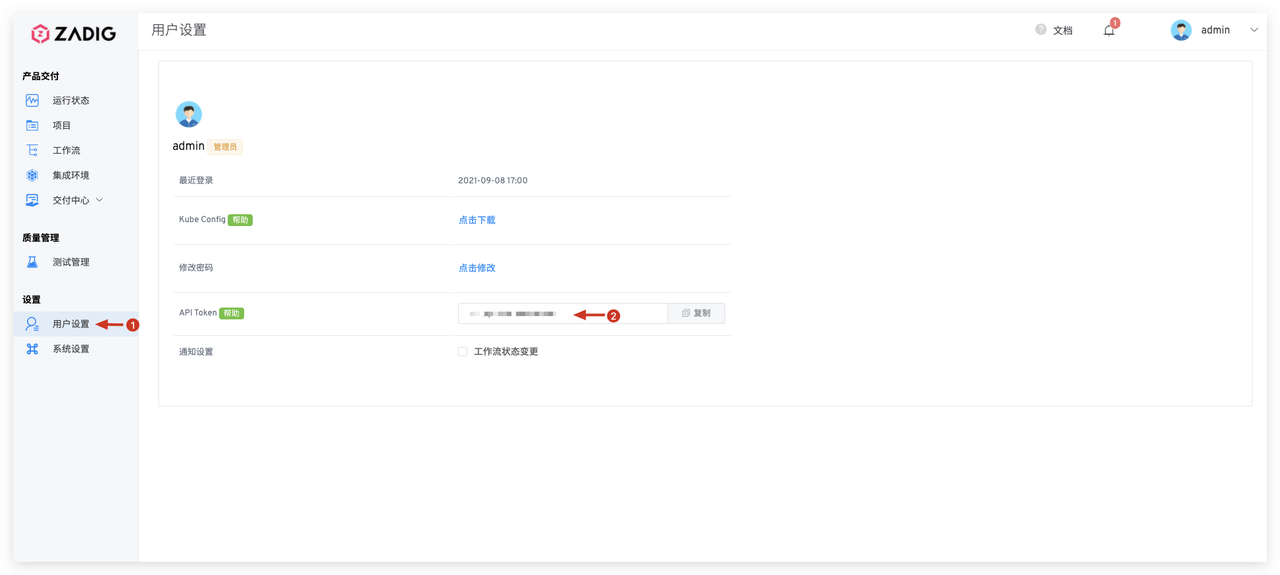 ZADIG
用户设置
文档
1
admin
产品交付
运行状态
项目
工作流
集成环境
交付中心
质量管理
测试管理
设置
用户设置
1
系统设置
admin 管理员
最近登录 2021-09-08 17:00
Kube Config 帮助 点击下载
修改密码 点击修改
API Token 帮助 2 复制
通知设置 工作流状态变更